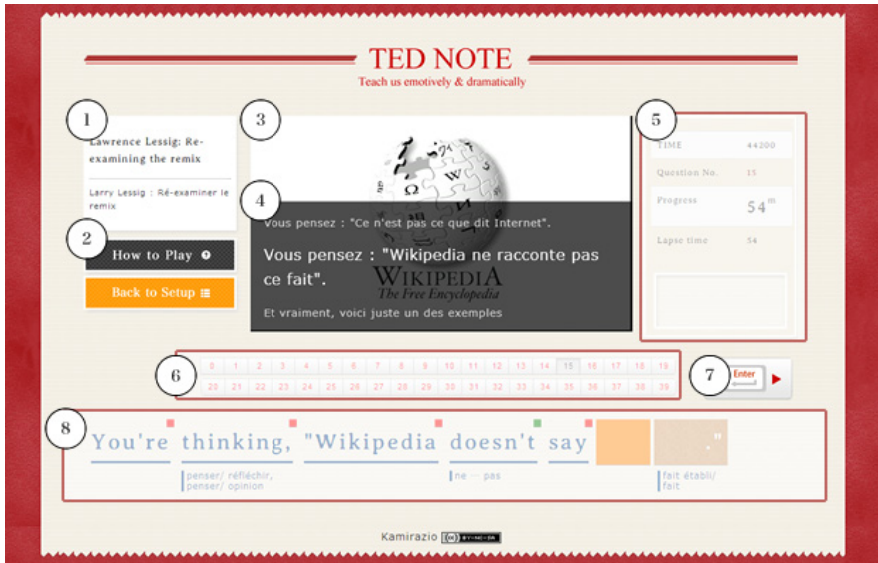 TED NOTE
Teach us emotively & dramatically
1
Lawrence Lessig: Re-
examining the remix
Larry Lessig : Ré-examiner le
remix
2
How to Play ?
Back to Setup
3
4
Vous pensez : "Ce n'est pas ce que dit Internet".
Vous pensez : "Wikipedia ne racconte pas
ce fait".
WIKIPEDIA
The Free Encyclopedia
Et vraiment, voici juste un des exemples
5
TIME 44200
Question No. 15
Progress 54m
Lapse time 54
6
0 1 2 3 4 5 6 7 8 9 10 11 12 13 14 15 16 17 18 19
20 21 22 23 24 25 26 27 28 29 30 31 32 33 34 35 36 37 38 39
7
Enter
8
You're thinking, "Wikipedia doesn't say ."
penser/ réfléchir,
penser/ opinion
ne ... pas
fait établi/
fait
Kamirazio (cc) BY-NC-SA